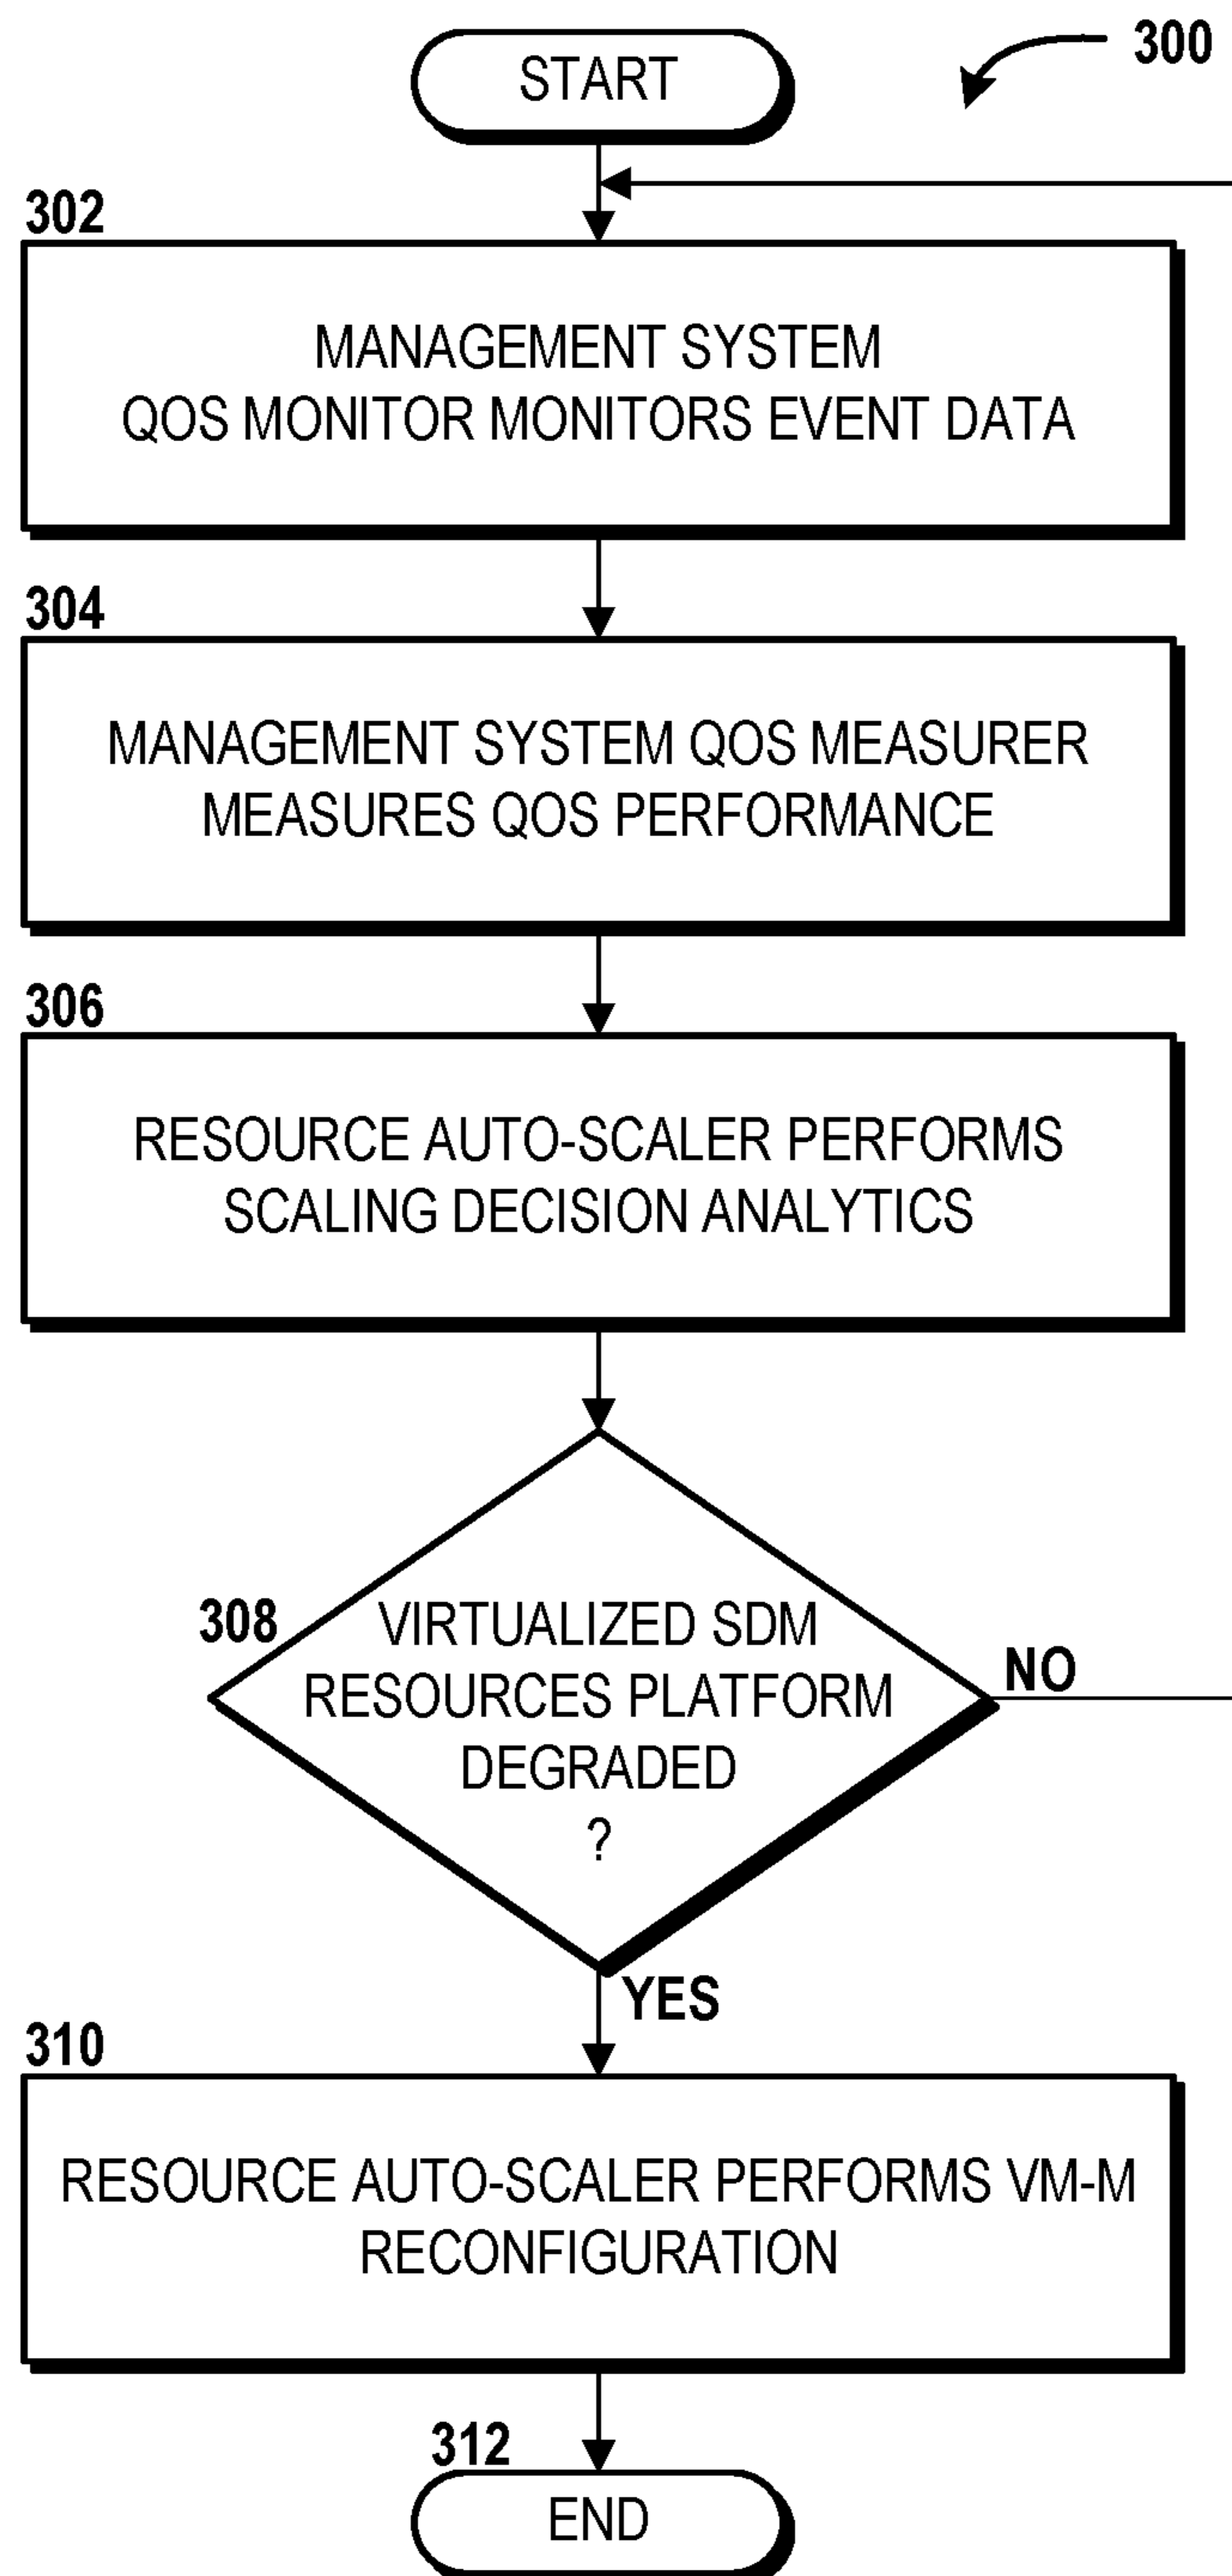 START
300
302
MANAGEMENT SYSTEM
QOS MONITOR MONITORS EVENT DATA
304
MANAGEMENT SYSTEM QOS MEASURER
MEASURES QOS PERFORMANCE
306
RESOURCE AUTO-SCALER PERFORMS
SCALING DECISION ANALYTICS
308
VIRTUALIZED SDM
RESOURCES PLATFORM
DEGRADED
?
NO
YES
310
RESOURCE AUTO-SCALER PERFORMS VM-M
RECONFIGURATION
312
END